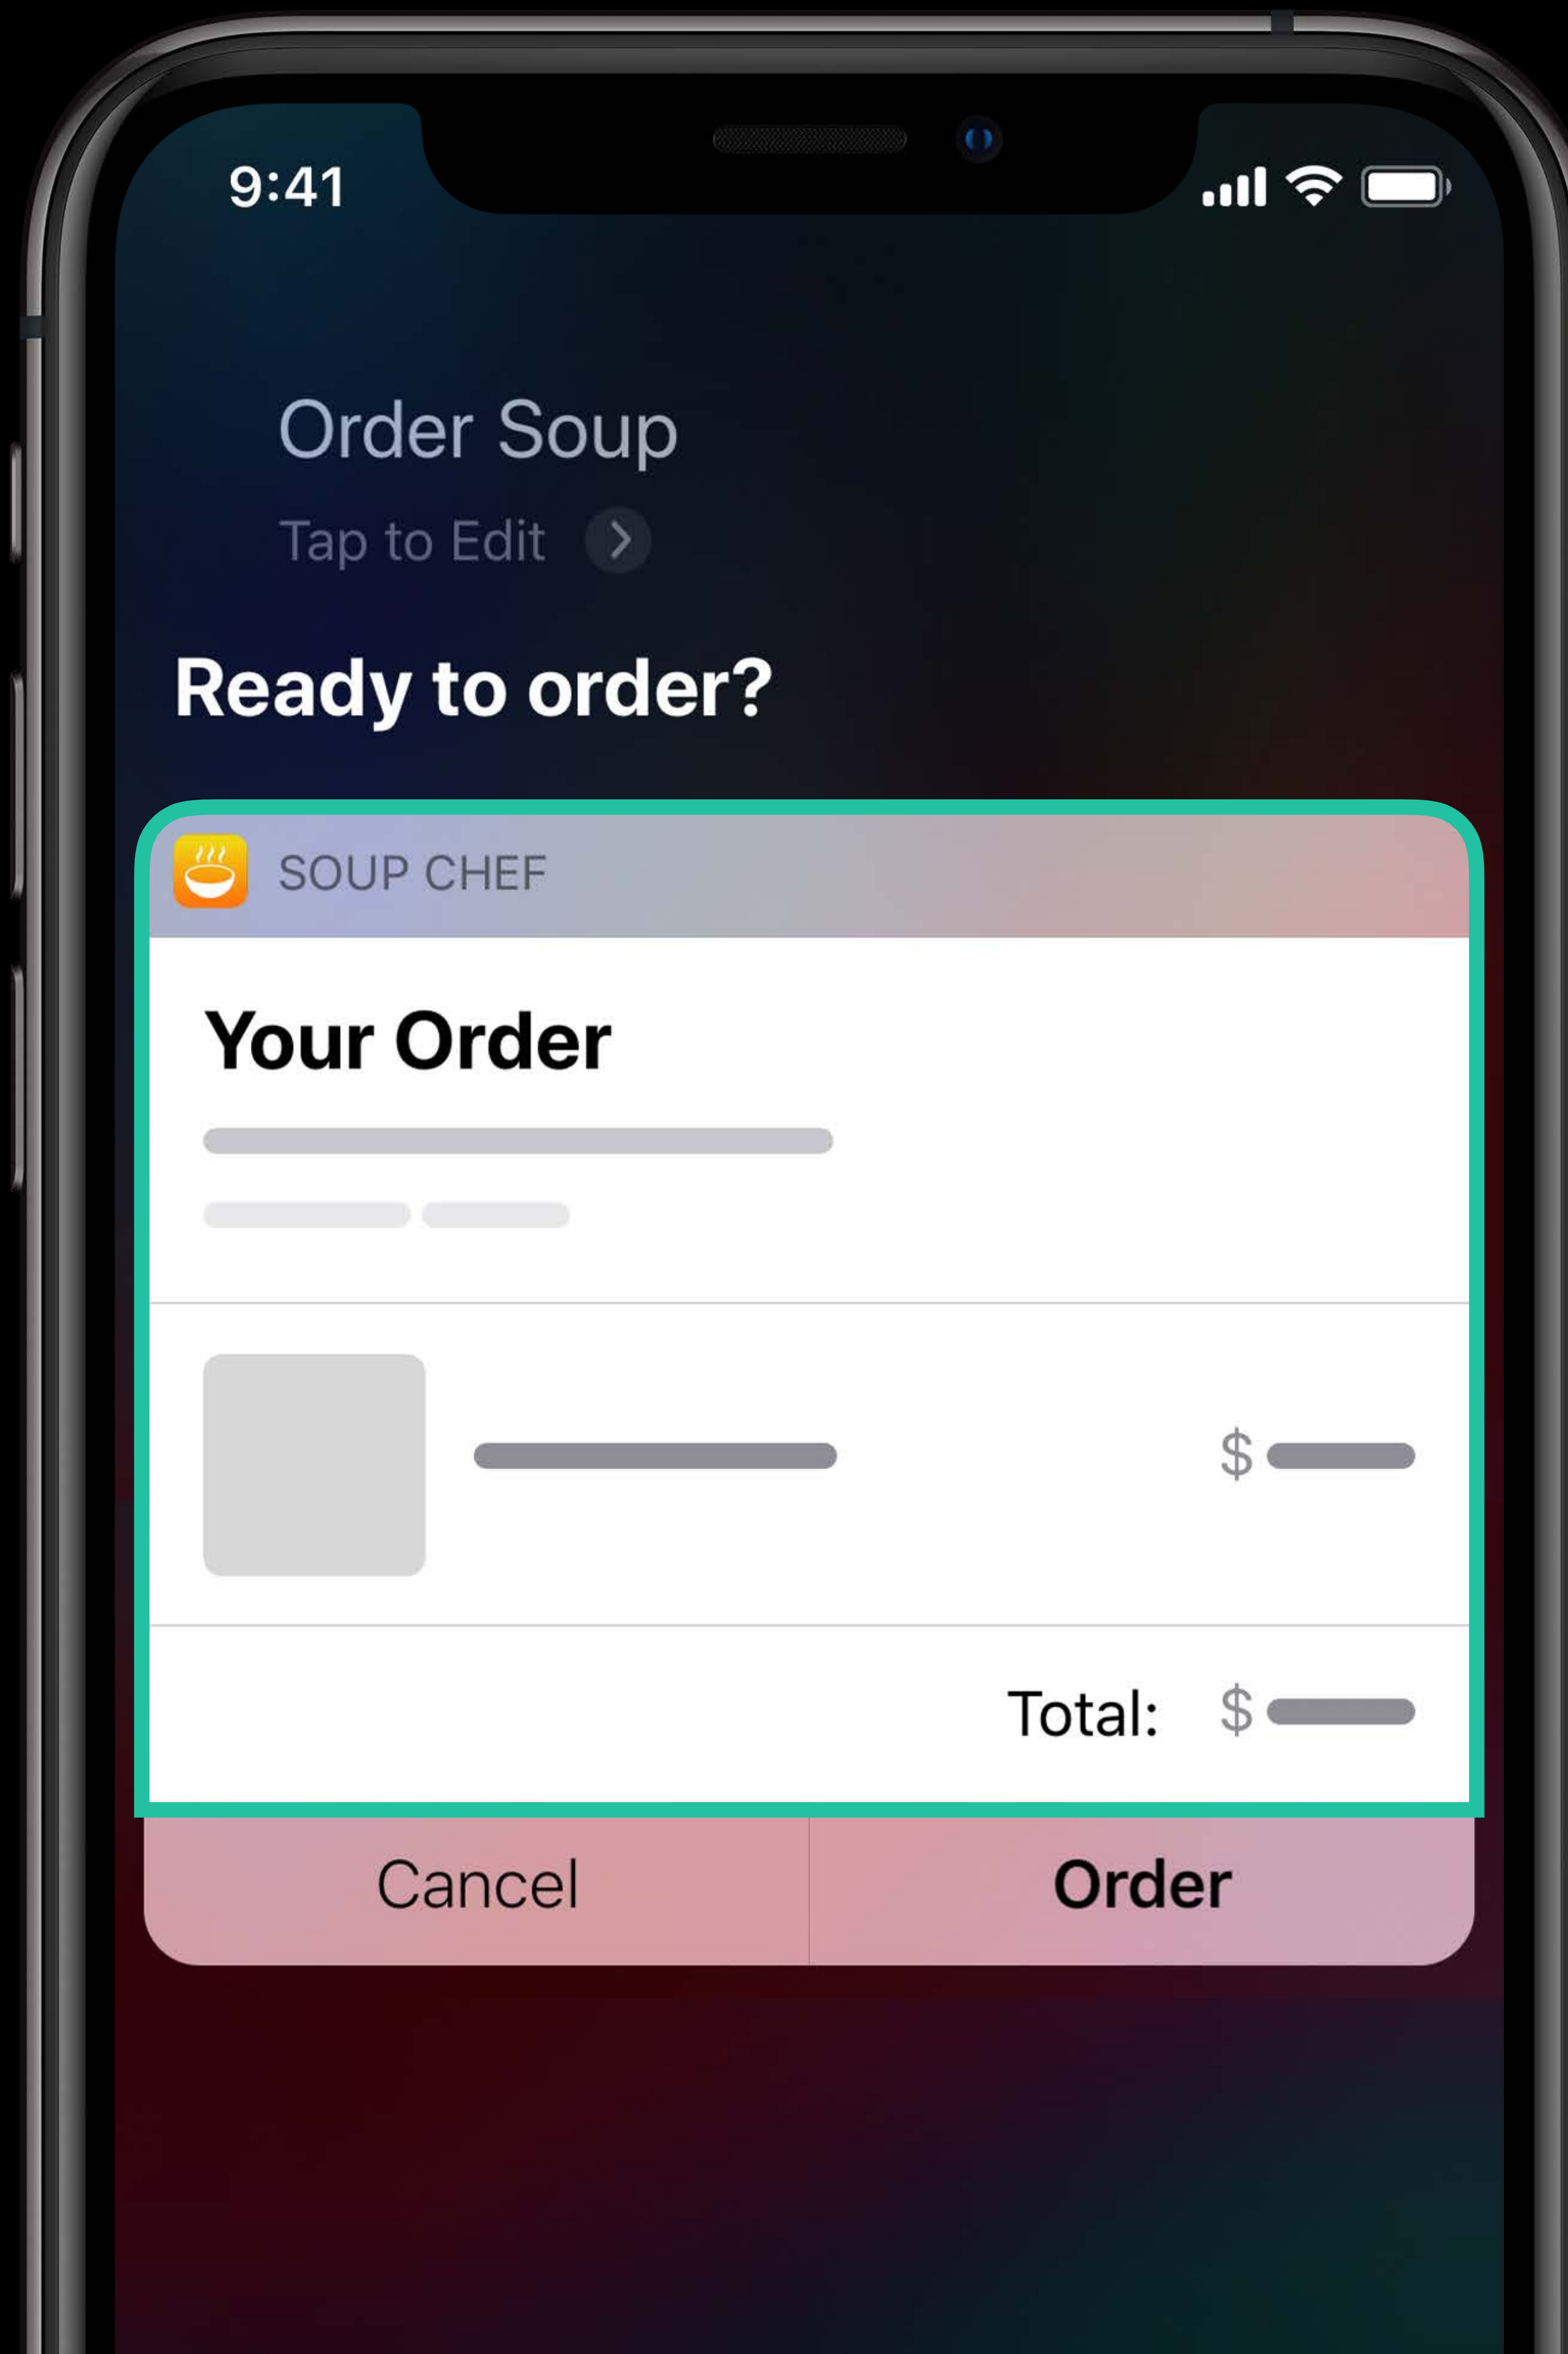 9:41
Order Soup
Tap to Edit
Ready to order?
SOUP CHEF
Your Order
$
Total: $
Cancel Order